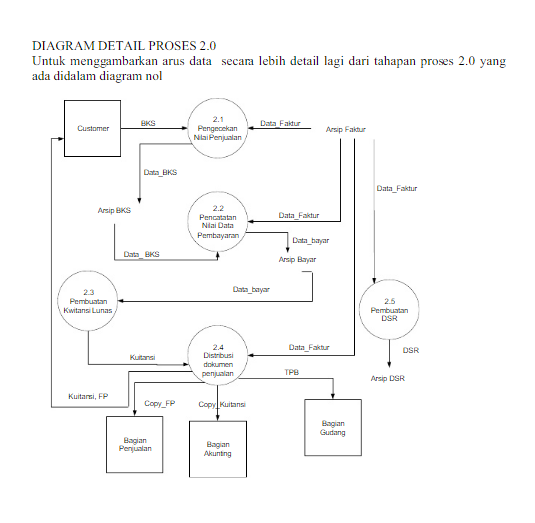 DIAGRAM DETAIL PROSES 2.0
Untuk menggambarkan arus data secara lebih detail lagi dari tahapan proses 2.0 yang
ada didalam diagram nol
Customer
BKS
2.1
Pengecekan
Nilai Penjualan
Data_Faktur
Arsip Faktur
Data_BKS
Data_Faktur
Arsip BKS
2.2
Pencatatan
Nilai Data
Pembayaran
Data_Faktur
Data_bayar
Data_ BKS
Arsip Bayar
2.3
Pembuatan
Kwitansi Lunas
Data_bayar
2.5
Pembuatan
DSR
Kuitansi
2.4
Distribusi
dokumen
penjualan
Data_Faktur
DSR
TPB
Arsip DSR
Kuitansi, FP
Copy_FP
Copy_Kuitansi
Bagian
Penjualan
Bagian
Akunting
Bagian
Gudang